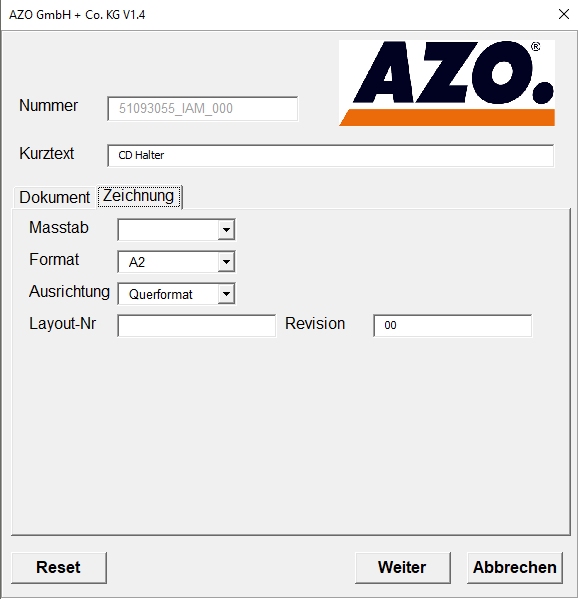 AZO GmbH + Co. KG V1.4
AZO.®
Nummer 51093055_IAM_000
Kurztext CD Halter
Dokument Zeichnung
Masstab
Format A2
Ausrichtung Querformat
Layout-Nr Revision 00
Reset Weiter Abbrechen